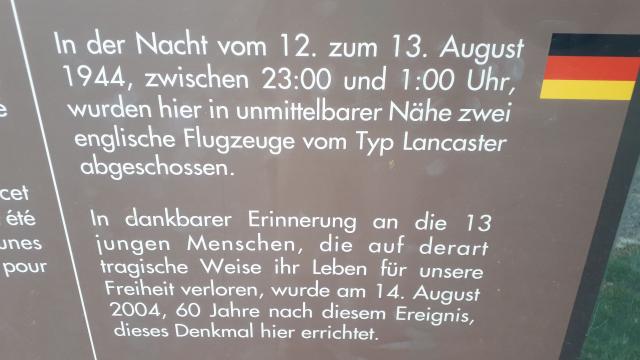 In der Nacht vom 12. zum 13. August
1944, zwischen 23:00 und 1:00 Uhr,
wurden hier in unmittelbarer Nähe zwei
englische Flugzeuge vom Typ Lancaster
abgeschossen.
In dankbarer Erinnerung an die 13
jungen Menschen, die auf derart
tragische Weise ihr Leben für unsere
Freiheit verloren, wurde am 14. August
2004, 60 Jahre nach diesem Ereignis,
dieses Denkmal hier errichtet.
cet
été
unes
pour